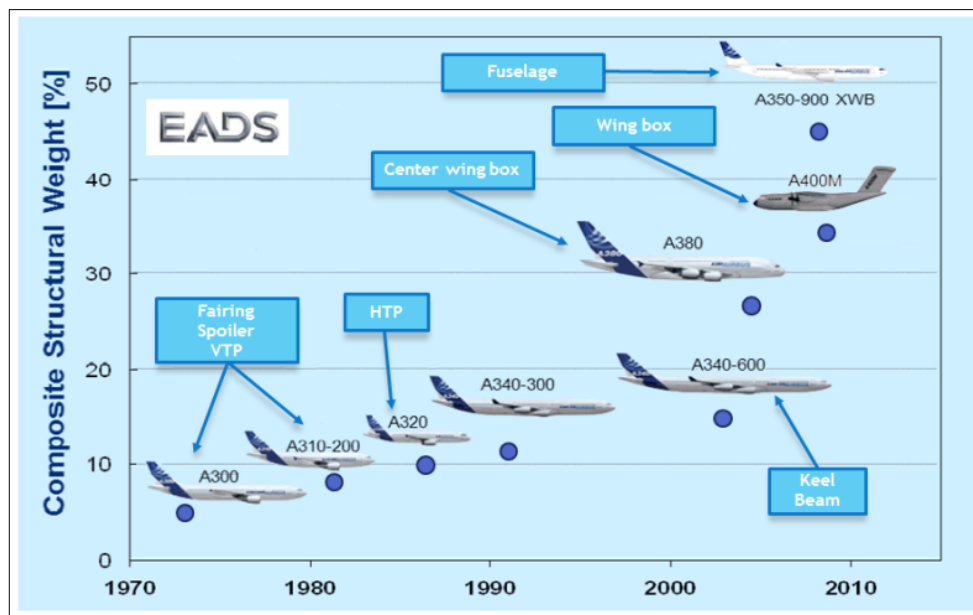 Composite Structural Weight [%]
50
40
30
20
10
0
1970
1980
1990
2000
2010
EADS
Fuselage
A350-900 XWB
Wing box
A400M
Center wing box
A380
Fairing
Spoiler
VTP
HTP
A340-600
A340-300
A320
A310-200
A300
Keel
Beam